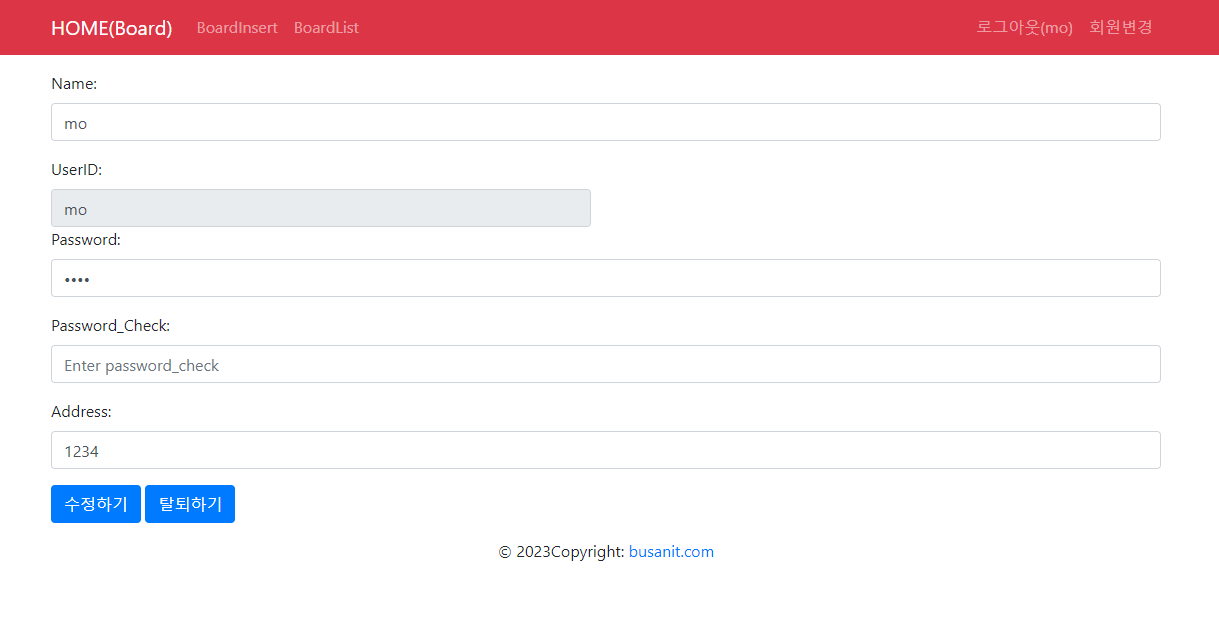 HOME(Board) BoardInsert BoardList 로그아웃(mo) 회원변경
Name:
mo
UserID:
mo
Password:
••••
Password_Check:
Enter password_check
Address:
1234
수정하기 탈퇴하기
© 2023Copyright: busanit.com